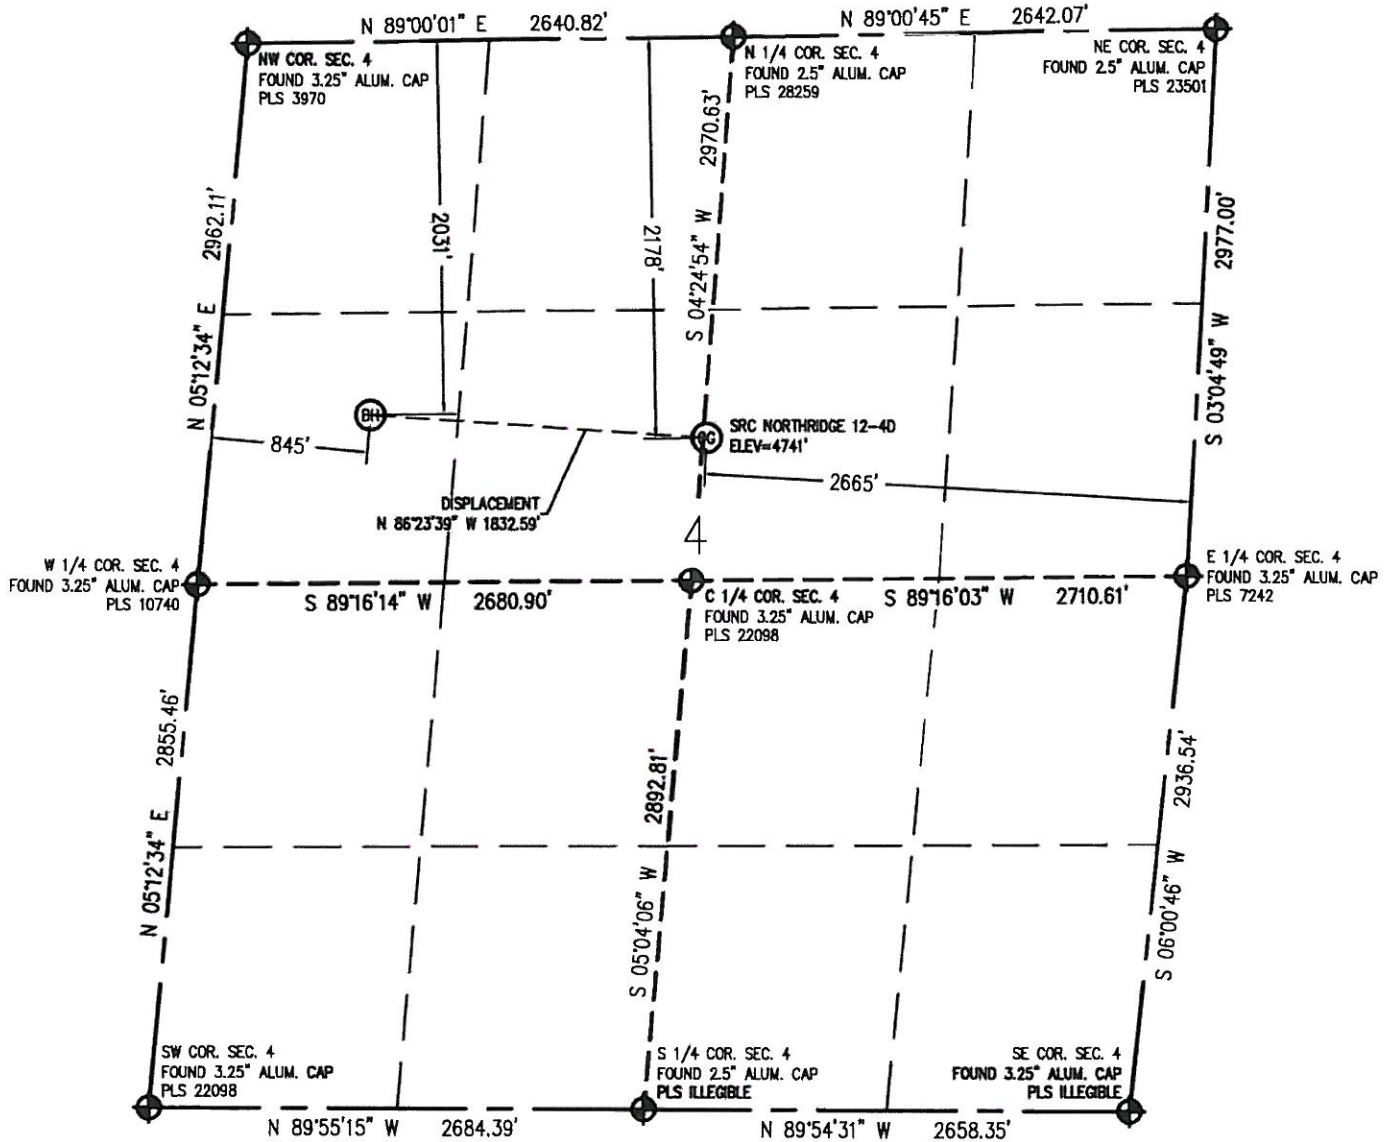 N 89°00'01" E 2640.82'
N 89°00'45" E 2642.07'
NW COR. SEC. 4
FOUND 3.25" ALUM. CAP
PLS 3970
N 1/4 COR. SEC. 4
FOUND 2.5" ALUM. CAP
PLS 28259
NE COR. SEC. 4
FOUND 2.5" ALUM. CAP
PLS 23501
N 05°12'34" E 2962.11'
2031'
2178'
S 04°24'54" W 2970.63'
S 03°04'49" W 2977.00'
BH
845'
SRC NORTHRIDGE 12-4D
ELEV=4741'
2665'
DISPLACEMENT
N 86°23'39" W 1832.59'
4
W 1/4 COR. SEC. 4
FOUND 3.25" ALUM. CAP
PLS 10740
S 89°16'14" W 2680.90'
C 1/4 COR. SEC. 4
FOUND 3.25" ALUM. CAP
PLS 22098
S 89°16'03" W 2710.61'
E 1/4 COR. SEC. 4
FOUND 3.25" ALUM. CAP
PLS 7242
N 05°12'34" E 2855.46'
S 05°04'06" W 2892.81'
S 06°00'46" W 2936.54'
SW COR. SEC. 4
FOUND 3.25" ALUM. CAP
PLS 22098
S 1/4 COR. SEC. 4
FOUND 2.5" ALUM. CAP
PLS ILLEGIBLE
SE COR. SEC. 4
FOUND 3.25" ALUM. CAP
PLS ILLEGIBLE
N 89°55'15" W 2684.39'
N 89°54'31" W 2658.35'